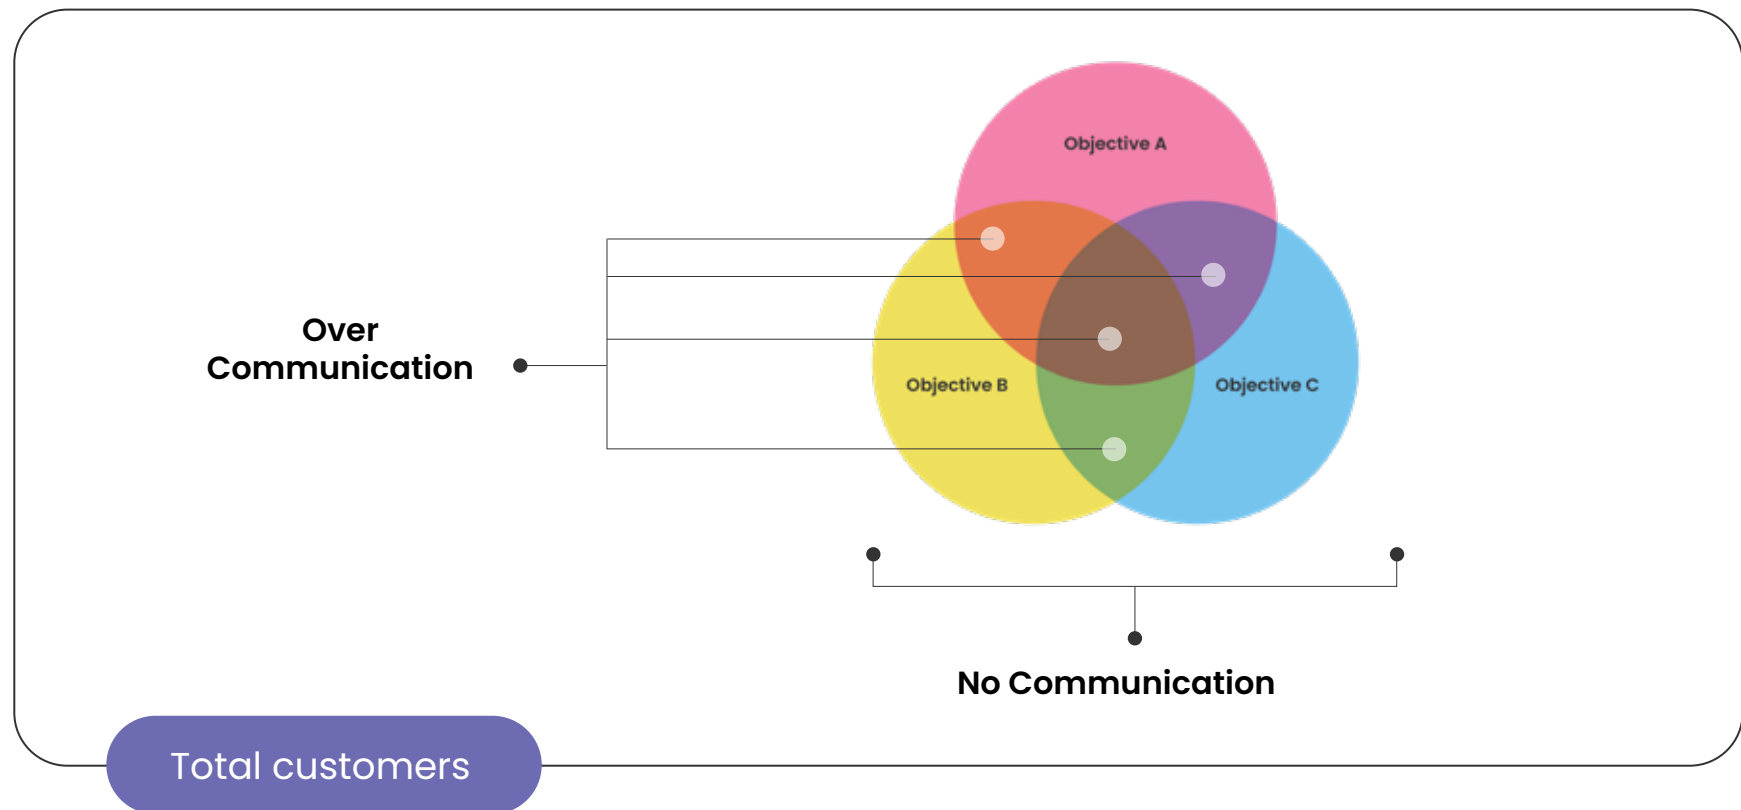 Objective A
Over
Communication
Objective B
Objective C
No Communication
Total customers